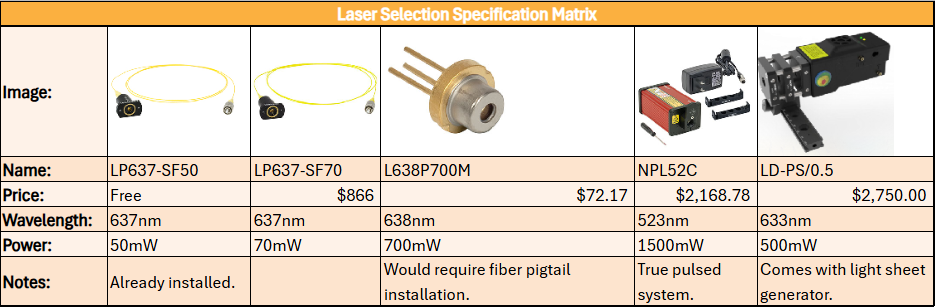 Laser Selection Specification Matrix
Image:
Name: LP637-SF50 LP637-SF70 L638P700M NPL52C LD-PS/0.5
Price: Free $866 $72.17 $2,168.78 $2,750.00
Wavelength: 637nm 637nm 638nm 523nm 633nm
Power: 50mW 70mW 700mW 1500mW 500mW
Notes: Already installed. Would require fiber pigtail True pulsed Comes with light sheet
installation. system. generator.